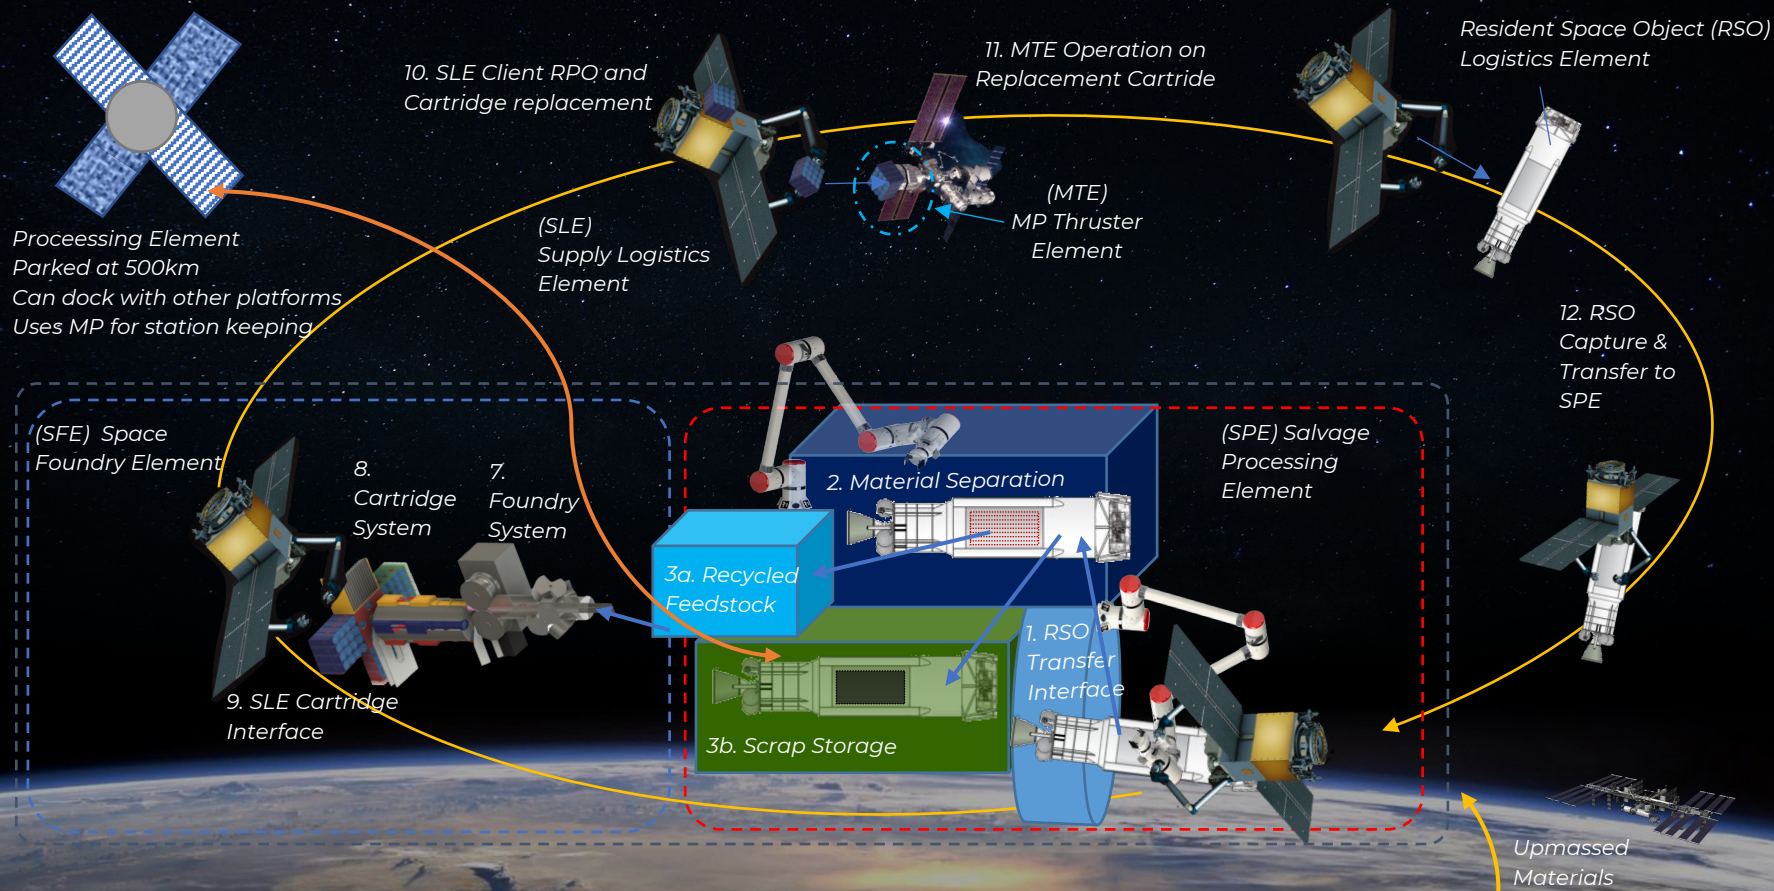 10. SLE Client RPO and
Cartridge replacement
11. MTE Operation on
Replacement Cartride
Resident Space Object (RSO)
Logistics Element
(MTE)
MP Thruster
Element
(SLE)
Supply Logistics
Element
Proceessing Element
Parked at 500km
Can dock with other platforms
Uses MP for station keeping
12. RSO
Capture &
Transfer to
SPE
(SFE) Space
Foundry Element
8.
Cartridge
System
7.
Foundry
System
2. Material Separation
(SPE) Salvage
Processing
Element
3a. Recycled
Feedstock
1. RSO
Transfer
Interface
9. SLE Cartridge
Interface
3b. Scrap Storage
Upmassed
Materials